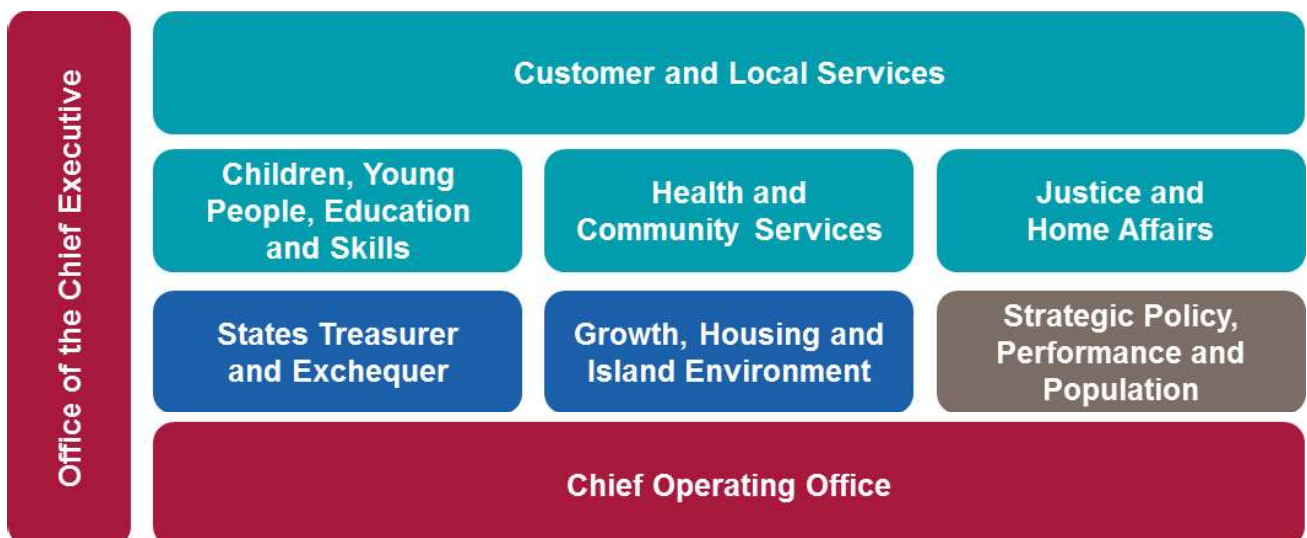 Office of the Chief Executive
Customer and Local Services
Children, Young
People, Education
and Skills
Health and
Community Services
Justice and
Home Affairs
States Treasurer
and Exchequer
Growth, Housing and
Island Environment
Strategic Policy,
Performance and
Population
Chief Operating Office